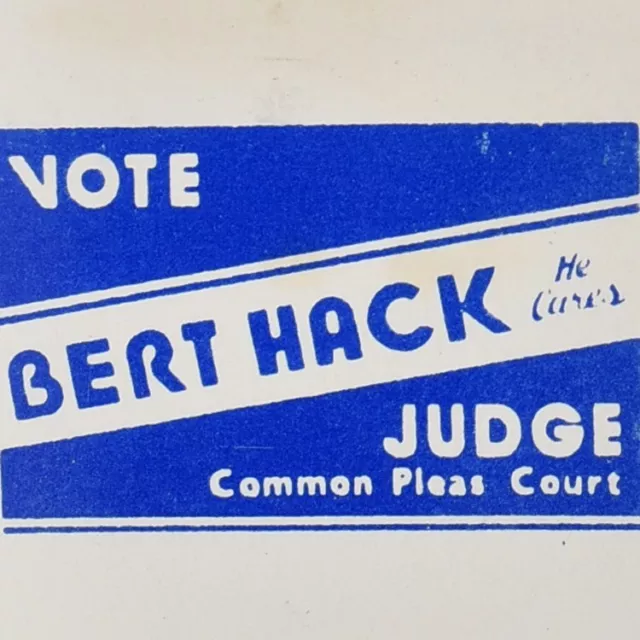 VOTE
BERT HACK
He
Cares
JUDGE
Common Pleas Court